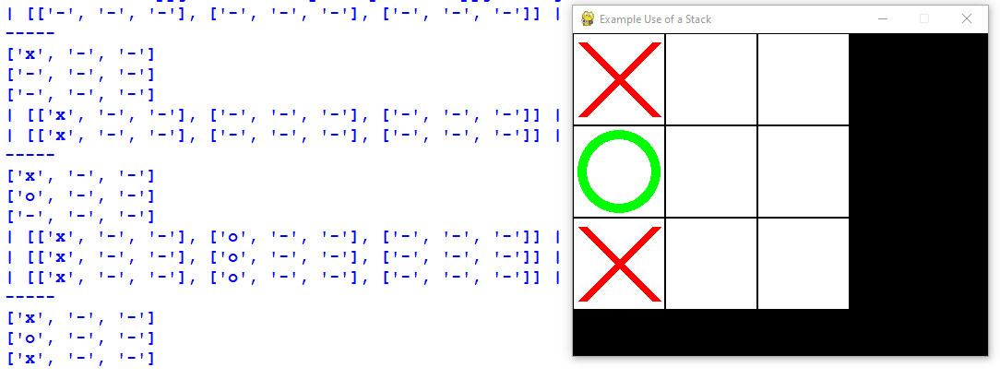 | [['-', '-', '-'], ['-', '-', '-'], ['-', '-', '-']] |
-----
['x', '-', '-']
['-', '-', '-']
['-', '-', '-']
| [['x', '-', '-'], ['-', '-', '-'], ['-', '-', '-']] |
| [['x', '-', '-'], ['-', '-', '-'], ['-', '-', '-']] |
-----
['x', '-', '-']
['o', '-', '-']
['-', '-', '-']
| [['x', '-', '-'], ['o', '-', '-'], ['-', '-', '-']] |
| [['x', '-', '-'], ['o', '-', '-'], ['-', '-', '-']] |
| [['x', '-', '-'], ['o', '-', '-'], ['-', '-', '-']] |
-----
['x', '-', '-']
['o', '-', '-']
['x', '-', '-']
Example Use of a Stack